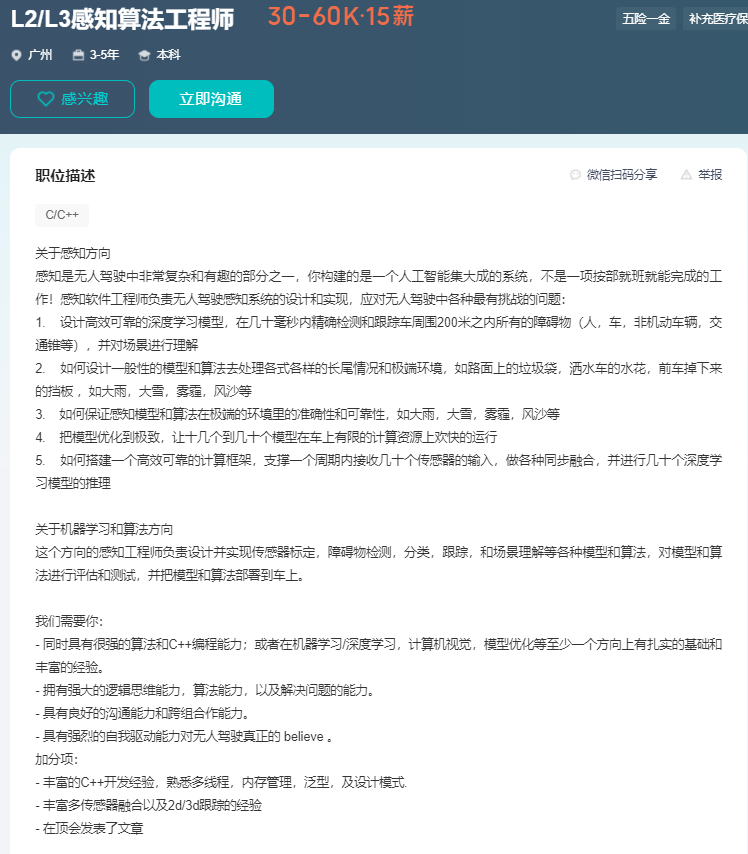 L2/L3感知算法工程师 30-60K·15薪 五险一金 补充医疗保
广州 3-5年 本科
感兴趣 立即沟通
职位描述 微信扫码分享 举报
C/C++
关于感知方向
感知是无人驾驶中非常复杂和有趣的部分之一，你构建的是一个人工智能集大成的系统，不是一项按部就班就能完成的工
作！感知软件工程师负责无人驾驶感知系统的设计和实现，应对无人驾驶中各种最有挑战的问题：
1. 设计高效可靠的深度学习模型，在几十毫秒内精确检测和跟踪车周围200米之内所有的障碍物（人，车，非机动车辆，交
通锥等），并对场景进行理解
2. 如何设计一般性的模型和算法去处理各式各样的长尾情况和极端环境，如路面上的垃圾袋，洒水车的水花，前车掉下来
的挡板 ，如大雨，大雪，雾霾，风沙等
3. 如何保证感知模型和算法在极端的环境里的准确性和可靠性，如大雨，大雪，雾霾，风沙等
4. 把模型优化到极致，让十几个到几十个模型在车上有限的计算资源上欢快的运行
5. 如何搭建一个高效可靠的计算框架，支撑一个周期内接收几十个传感器的输入，做各种同步融合，并进行几十个深度学
习模型的推理
关于机器学习和算法方向
这个方向的感知工程师负责设计并实现传感器标定，障碍物检测，分类，跟踪，和场景理解等各种模型和算法，对模型和算
法进行评估和测试，并把模型和算法部署到车上。
我们需要你：
- 同时具有很强的算法和C++编程能力；或者在机器学习/深度学习，计算机视觉，模型优化等至少一个方向上有扎实的基础和
丰富的经验。
- 拥有强大的逻辑思维能力，算法能力，以及解决问题的能力。
- 具有良好的沟通能力和跨组合作能力。
- 具有强烈的自我驱动能力对无人驾驶真正的 believe 。
加分项：
- 丰富的C++开发经验，熟悉多线程，内存管理，泛型，及设计模式.
- 丰富多传感器融合以及2d/3d跟踪的经验
- 在顶会发表了文章